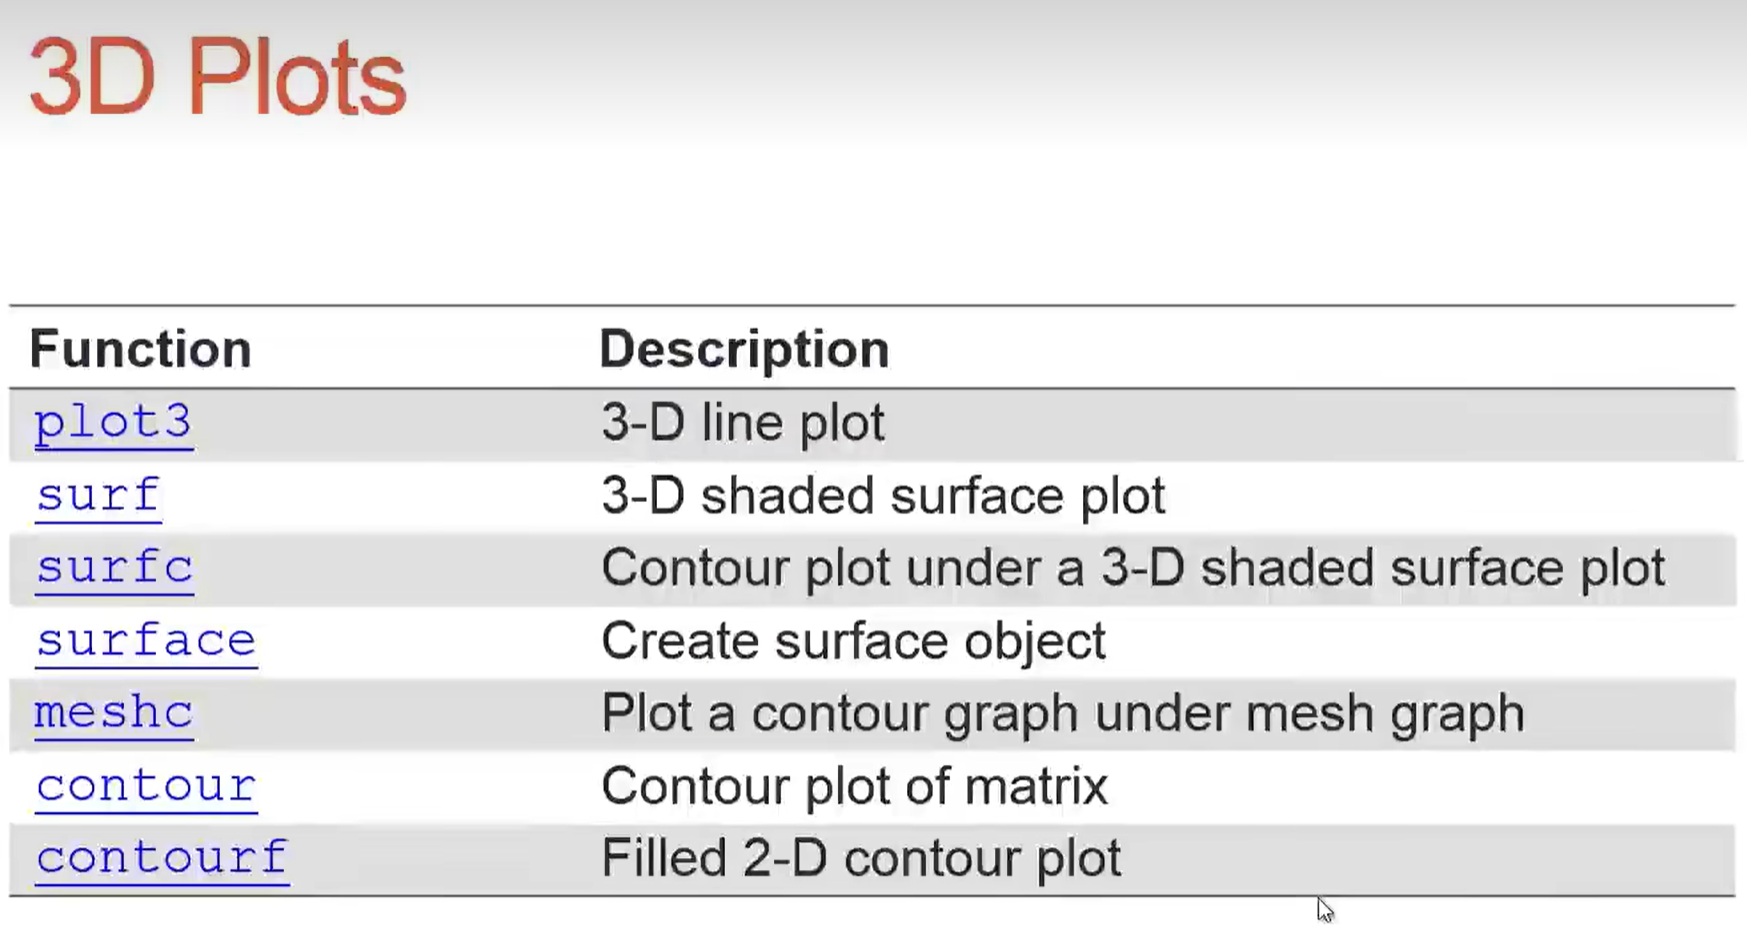 3D Plots
Function Description
plot3 3-D line plot
surf 3-D shaded surface plot
surfc Contour plot under a 3-D shaded surface plot
surface Create surface object
meshc Plot a contour graph under mesh graph
contour Contour plot of matrix
contourf Filled 2-D contour plot